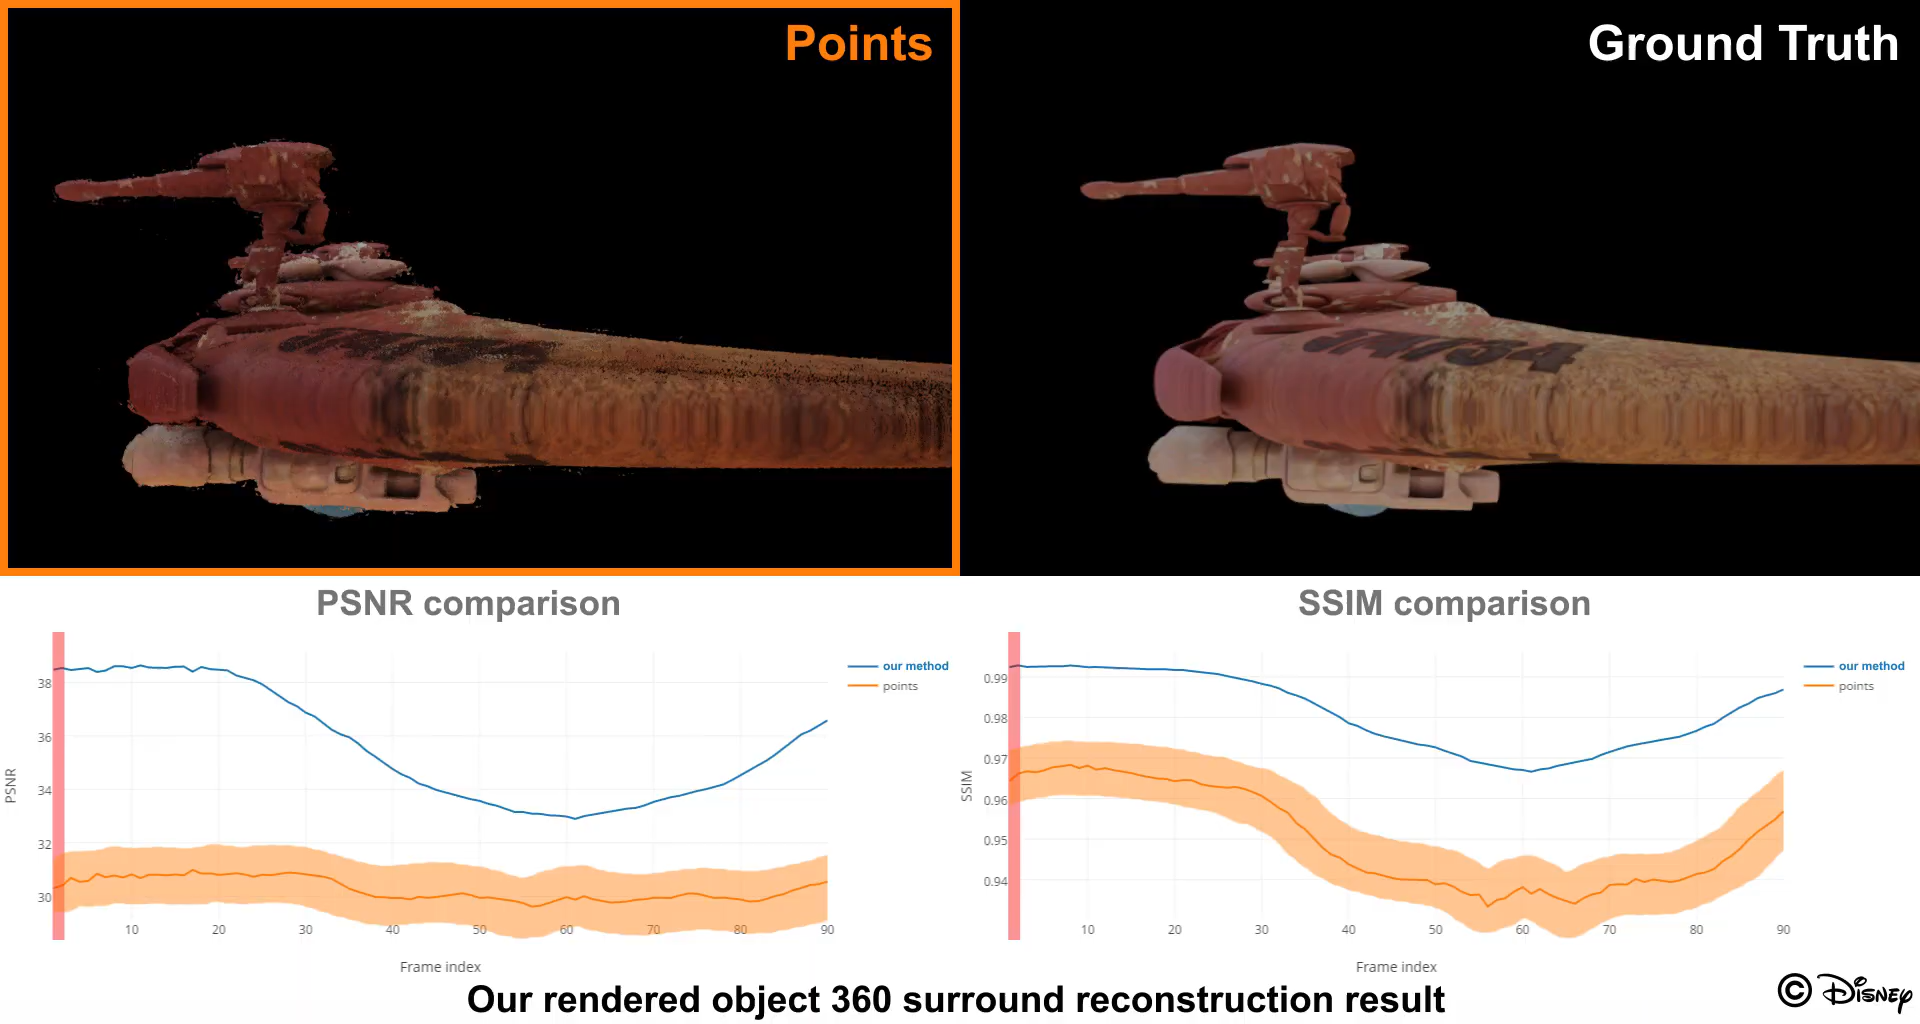 Points
Ground Truth
PSNR comparison
SSIM comparison
38
36
34
32
30
PSNR
10 20 30 40 50 60 70 80 90
Frame index
our method
points
0.99
0.98
0.97
0.96
0.95
0.94
SSIM
10 20 30 40 50 60 70 80 90
Frame index
our method
points
Our rendered object 360 surround reconstruction result
© Disney